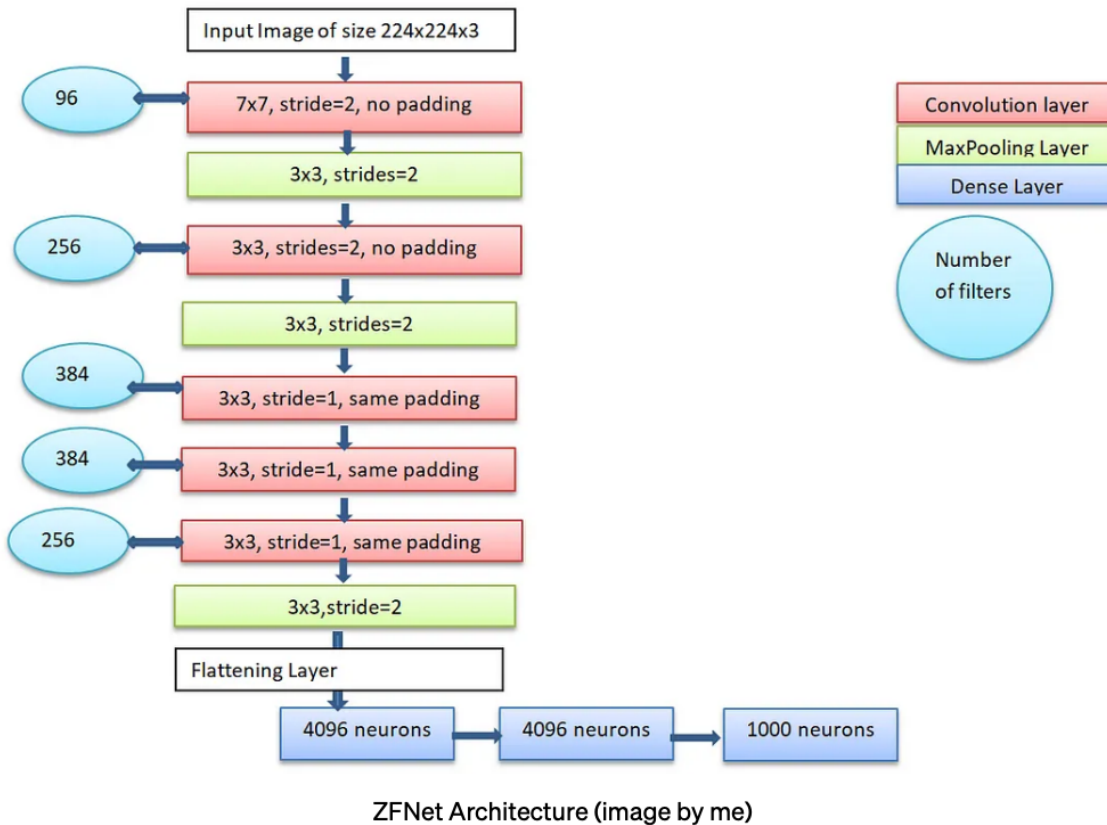 Input Image of size 224x224x3
96
7x7, stride=2, no padding
3x3, strides=2
256
3x3, strides=2, no padding
3x3, strides=2
384
3x3, stride=1, same padding
384
3x3, stride=1, same padding
256
3x3, stride=1, same padding
3x3,stride=2
Flattening Layer
4096 neurons
4096 neurons
1000 neurons
Convolution layer
MaxPooling Layer
Dense Layer
Number
of filters
ZFNet Architecture (image by me)